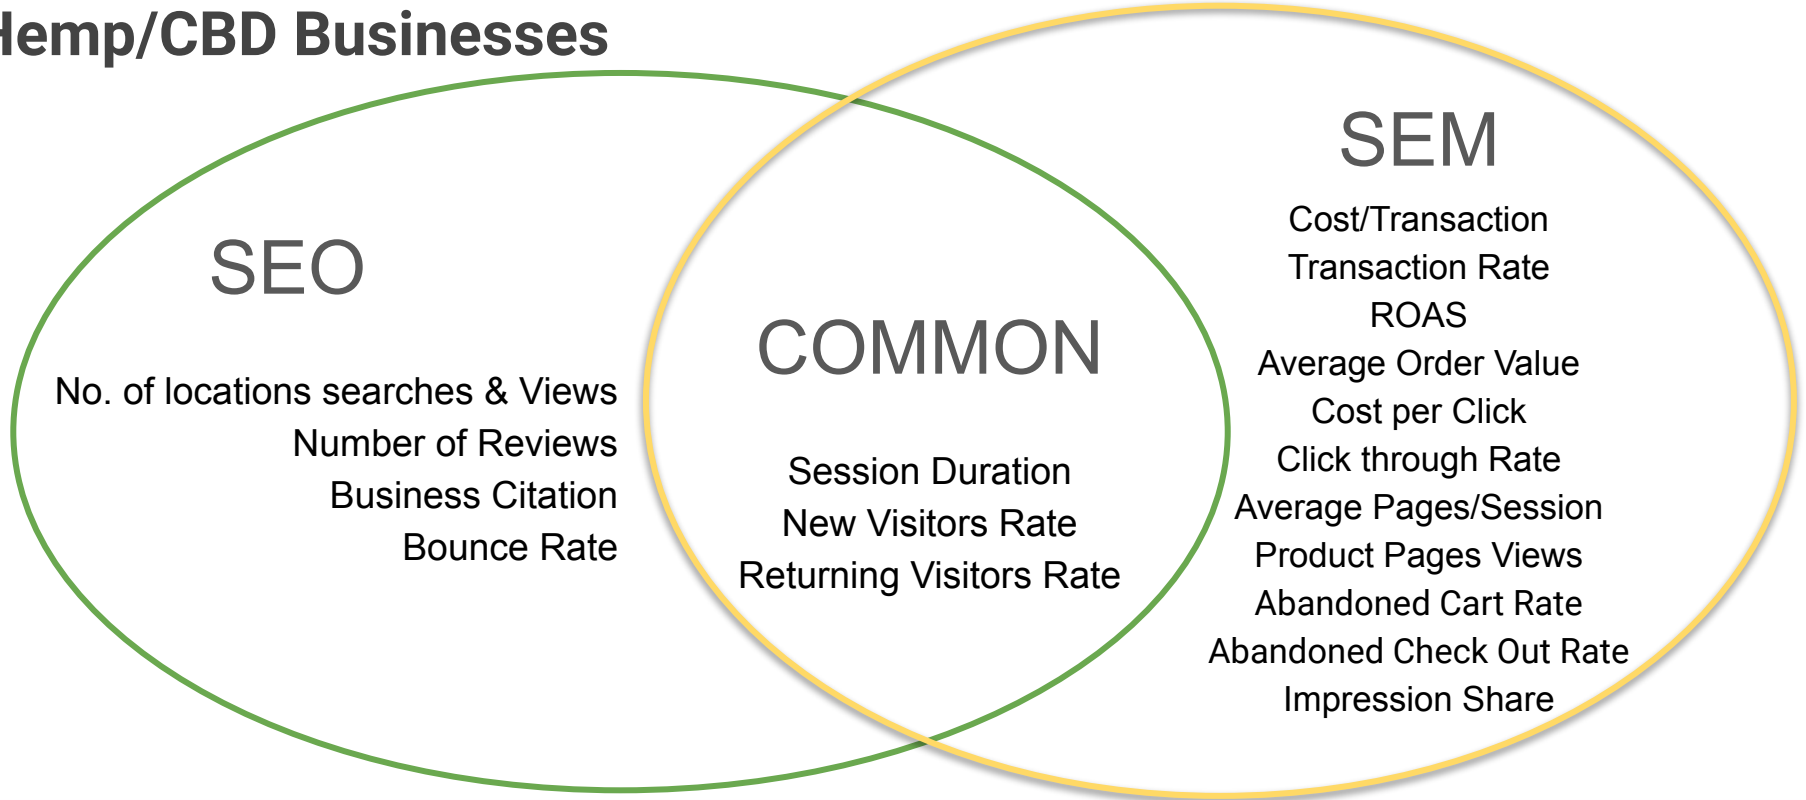 Hemp/CBD Businesses
SEO
No. of locations searches & Views
Number of Reviews
Business Citation
Bounce Rate
COMMON
Session Duration
New Visitors Rate
Returning Visitors Rate
SEM
Cost/Transaction
Transaction Rate
ROAS
Average Order Value
Cost per Click
Click through Rate
Average Pages/Session
Product Pages Views
Abandoned Cart Rate
Abandoned Check Out Rate
Impression Share